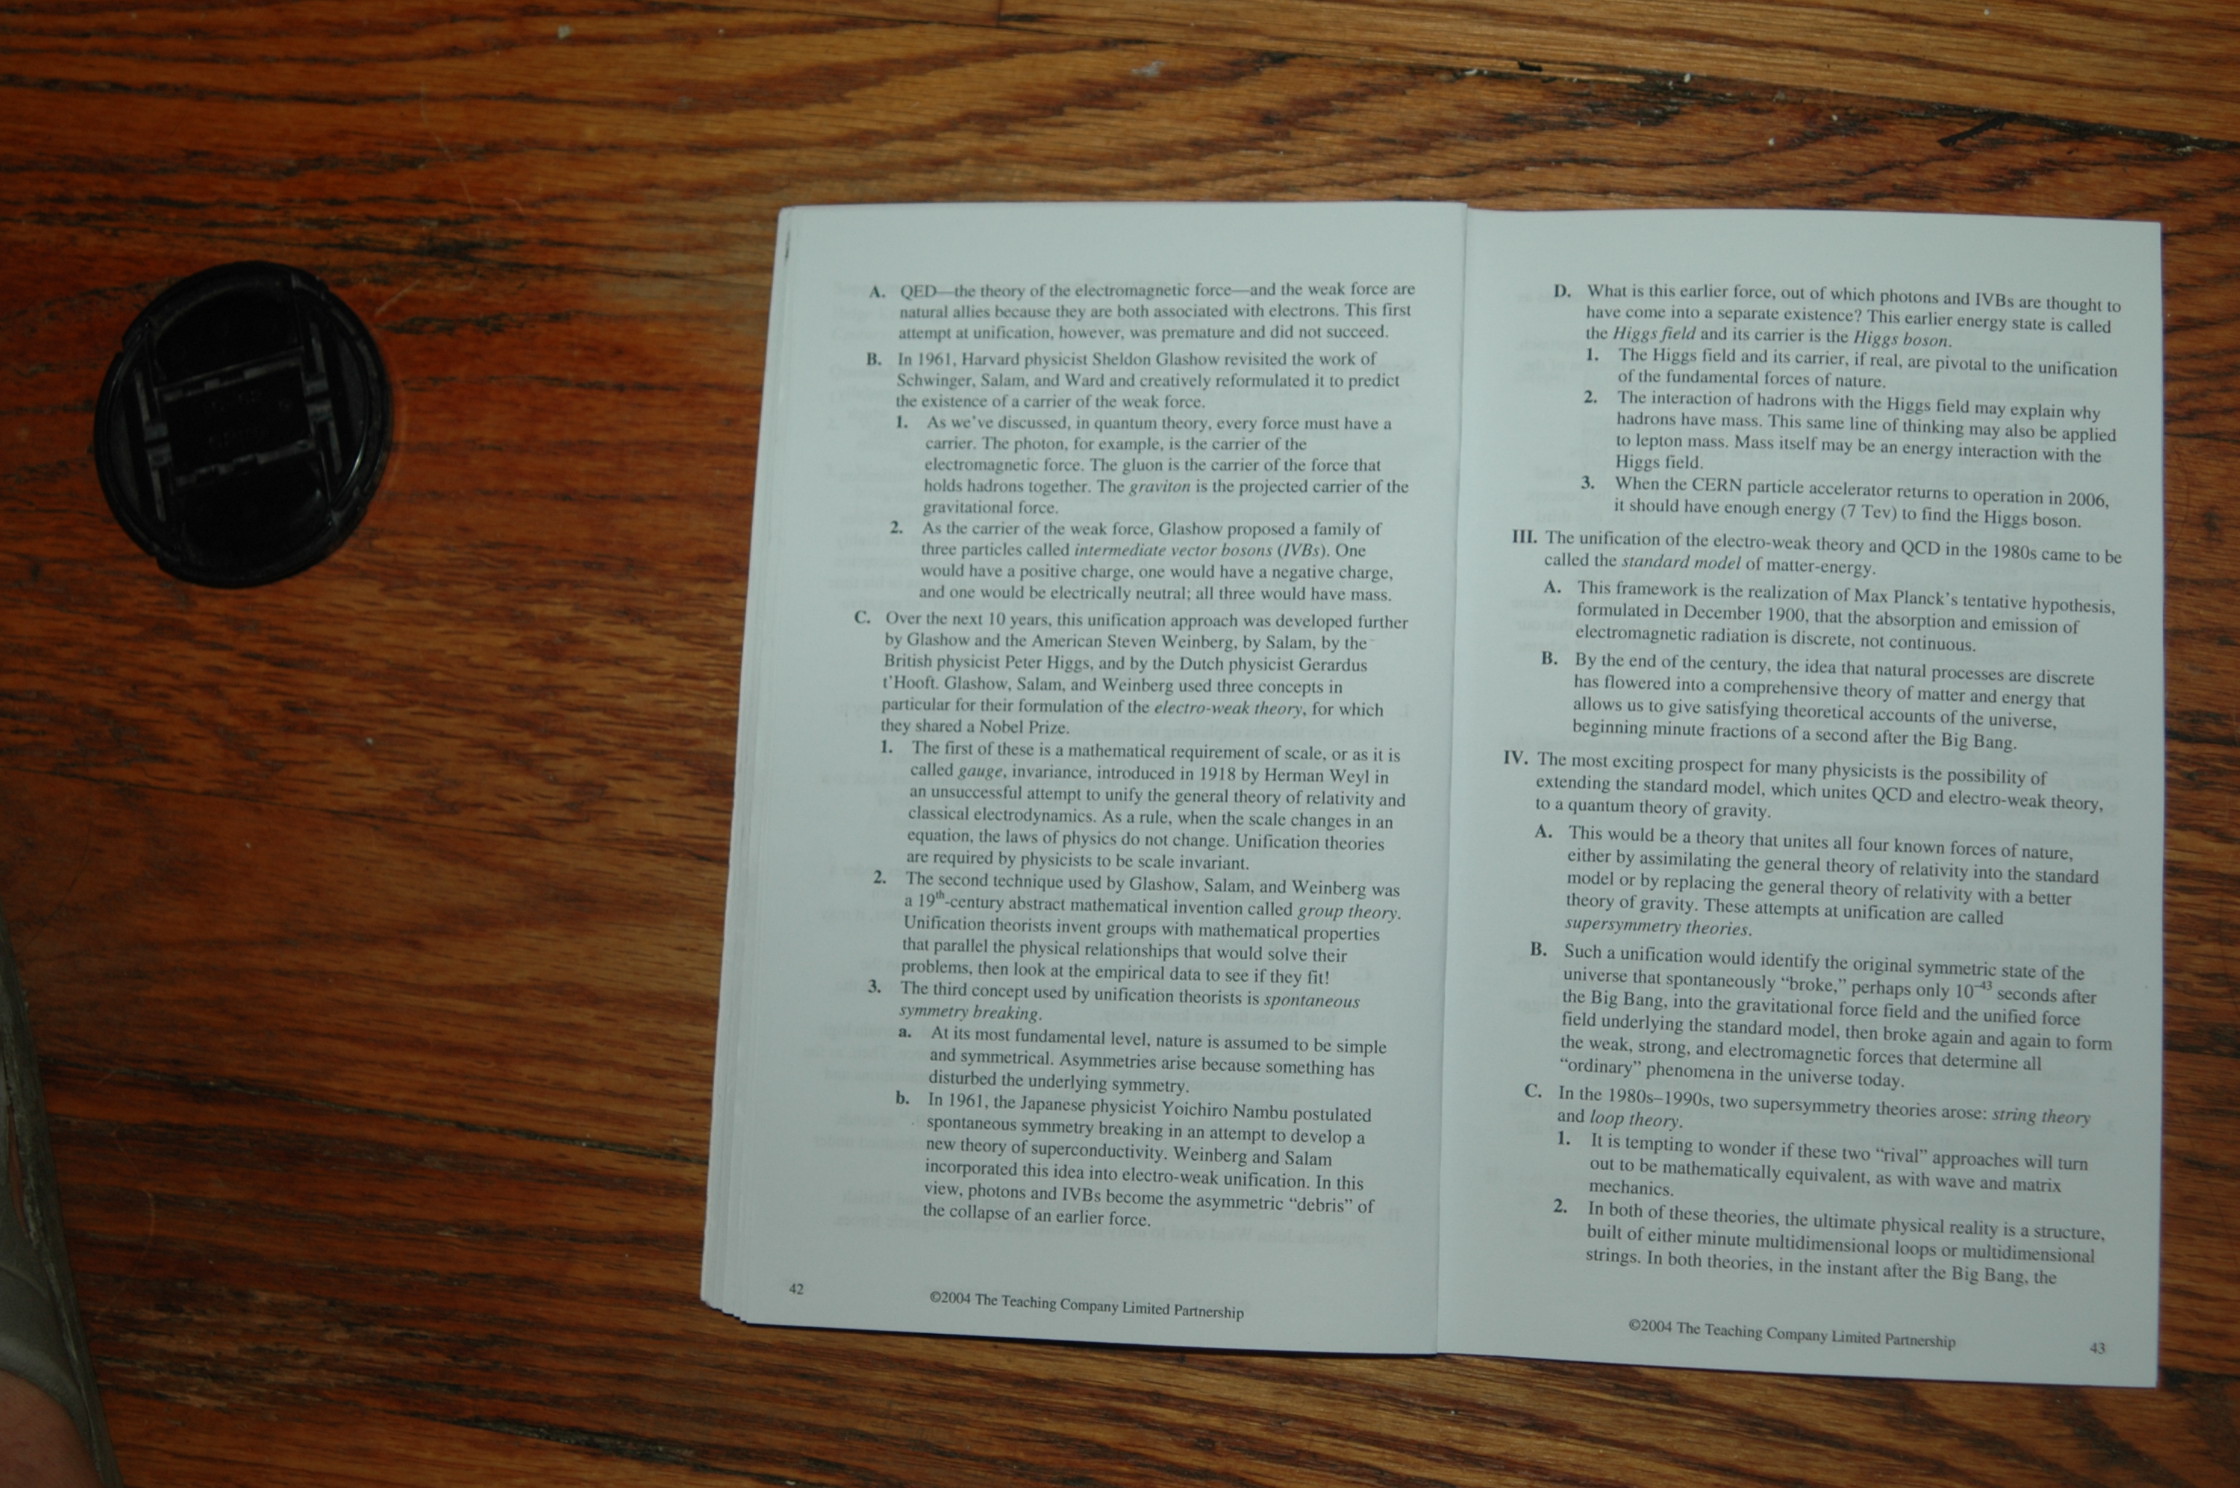 A. QED—the theory of the electromagnetic force—and the weak force are
natural allies because they are both associated with electrons. This first
attempt at unification, however, was premature and did not succeed.
B. In 1961, Harvard physicist Sheldon Glashow revisited the work of
Schwinger, Salam, and Ward and creatively reformulated it to predict
the existence of a carrier of the weak force.
1. As we've discussed, in quantum theory, every force must have a
carrier. The photon, for example, is the carrier of the
electromagnetic force. The gluon is the carrier of the force that
holds hadrons together. The graviton is the projected carrier of the
gravitational force.
2. As the carrier of the weak force, Glashow proposed a family of
three particles called intermediate vector bosons (IVBs). One
would have a positive charge, one would have a negative charge,
and one would be electrically neutral; all three would have mass.
C. Over the next 10 years, this unification approach was developed further
by Glashow and the American Steven Weinberg, by Salam, by the
British physicist Peter Higgs, and by the Dutch physicist Gerardus
t'Hooft. Glashow, Salam, and Weinberg used three concepts in
particular for their formulation of the electro-weak theory, for which
they shared a Nobel Prize.
1. The first of these is a mathematical requirement of scale, or as it is
called gauge, invariance, introduced in 1918 by Herman Weyl in
an unsuccessful attempt to unify the general theory of relativity and
classical electrodynamics. As a rule, when the scale changes in an
equation, the laws of physics do not change. Unification theories
are required by physicists to be scale invariant.
2. The second technique used by Glashow, Salam, and Weinberg was
a 19th-century abstract mathematical invention called group theory.
Unification theorists invent groups with mathematical properties
that parallel the physical relationships that would solve their
problems, then look at the empirical data to see if they fit!
3. The third concept used by unification theorists is spontaneous
symmetry breaking.
a. At its most fundamental level, nature is assumed to be simple
and symmetrical. Asymmetries arise because something has
disturbed the underlying symmetry.
b. In 1961, the Japanese physicist Yoichiro Nambu postulated
spontaneous symmetry breaking in an attempt to develop a
new theory of superconductivity. Weinberg and Salam
incorporated this idea into electro-weak unification. In this
view, photons and IVBs become the asymmetric "debris" of
the collapse of an earlier force.
42
©2004 The Teaching Company Limited Partnership
D. What is this earlier force, out of which photons and IVBs are thought to
have come into a separate existence? This earlier energy state is called
the Higgs field and its carrier is the Higgs boson.
1. The Higgs field and its carrier, if real, are pivotal to the unification
of the fundamental forces of nature.
2. The interaction of hadrons with the Higgs field may explain why
hadrons have mass. This same line of thinking may also be applied
to lepton mass. Mass itself may be an energy interaction with the
Higgs field.
3. When the CERN particle accelerator returns to operation in 2006,
it should have enough energy (7 Tev) to find the Higgs boson.
III. The unification of the electro-weak theory and QCD in the 1980s came to be
called the standard model of matter-energy.
A. This framework is the realization of Max Planck's tentative hypothesis,
formulated in December 1900, that the absorption and emission of
electromagnetic radiation is discrete, not continuous.
B. By the end of the century, the idea that natural processes are discrete
has flowered into a comprehensive theory of matter and energy that
allows us to give satisfying theoretical accounts of the universe,
beginning minute fractions of a second after the Big Bang.
IV. The most exciting prospect for many physicists is the possibility of
extending the standard model, which unites QCD and electro-weak theory,
to a quantum theory of gravity.
A. This would be a theory that unites all four known forces of nature,
either by assimilating the general theory of relativity into the standard
model or by replacing the general theory of relativity with a better
theory of gravity. These attempts at unification are called
supersymmetry theories.
B. Such a unification would identify the original symmetric state of the
universe that spontaneously "broke," perhaps only 10⁻⁴³ seconds after
the Big Bang, into the gravitational force field and the unified force
field underlying the standard model, then broke again and again to form
the weak, strong, and electromagnetic forces that determine all
"ordinary" phenomena in the universe today.
C. In the 1980s–1990s, two supersymmetry theories arose: string theory
and loop theory.
1. It is tempting to wonder if these two "rival" approaches will turn
out to be mathematically equivalent, as with wave and matrix
mechanics.
2. In both of these theories, the ultimate physical reality is a structure,
built of either minute multidimensional loops or multidimensional
strings. In both theories, in the instant after the Big Bang, the
©2004 The Teaching Company Limited Partnership
43